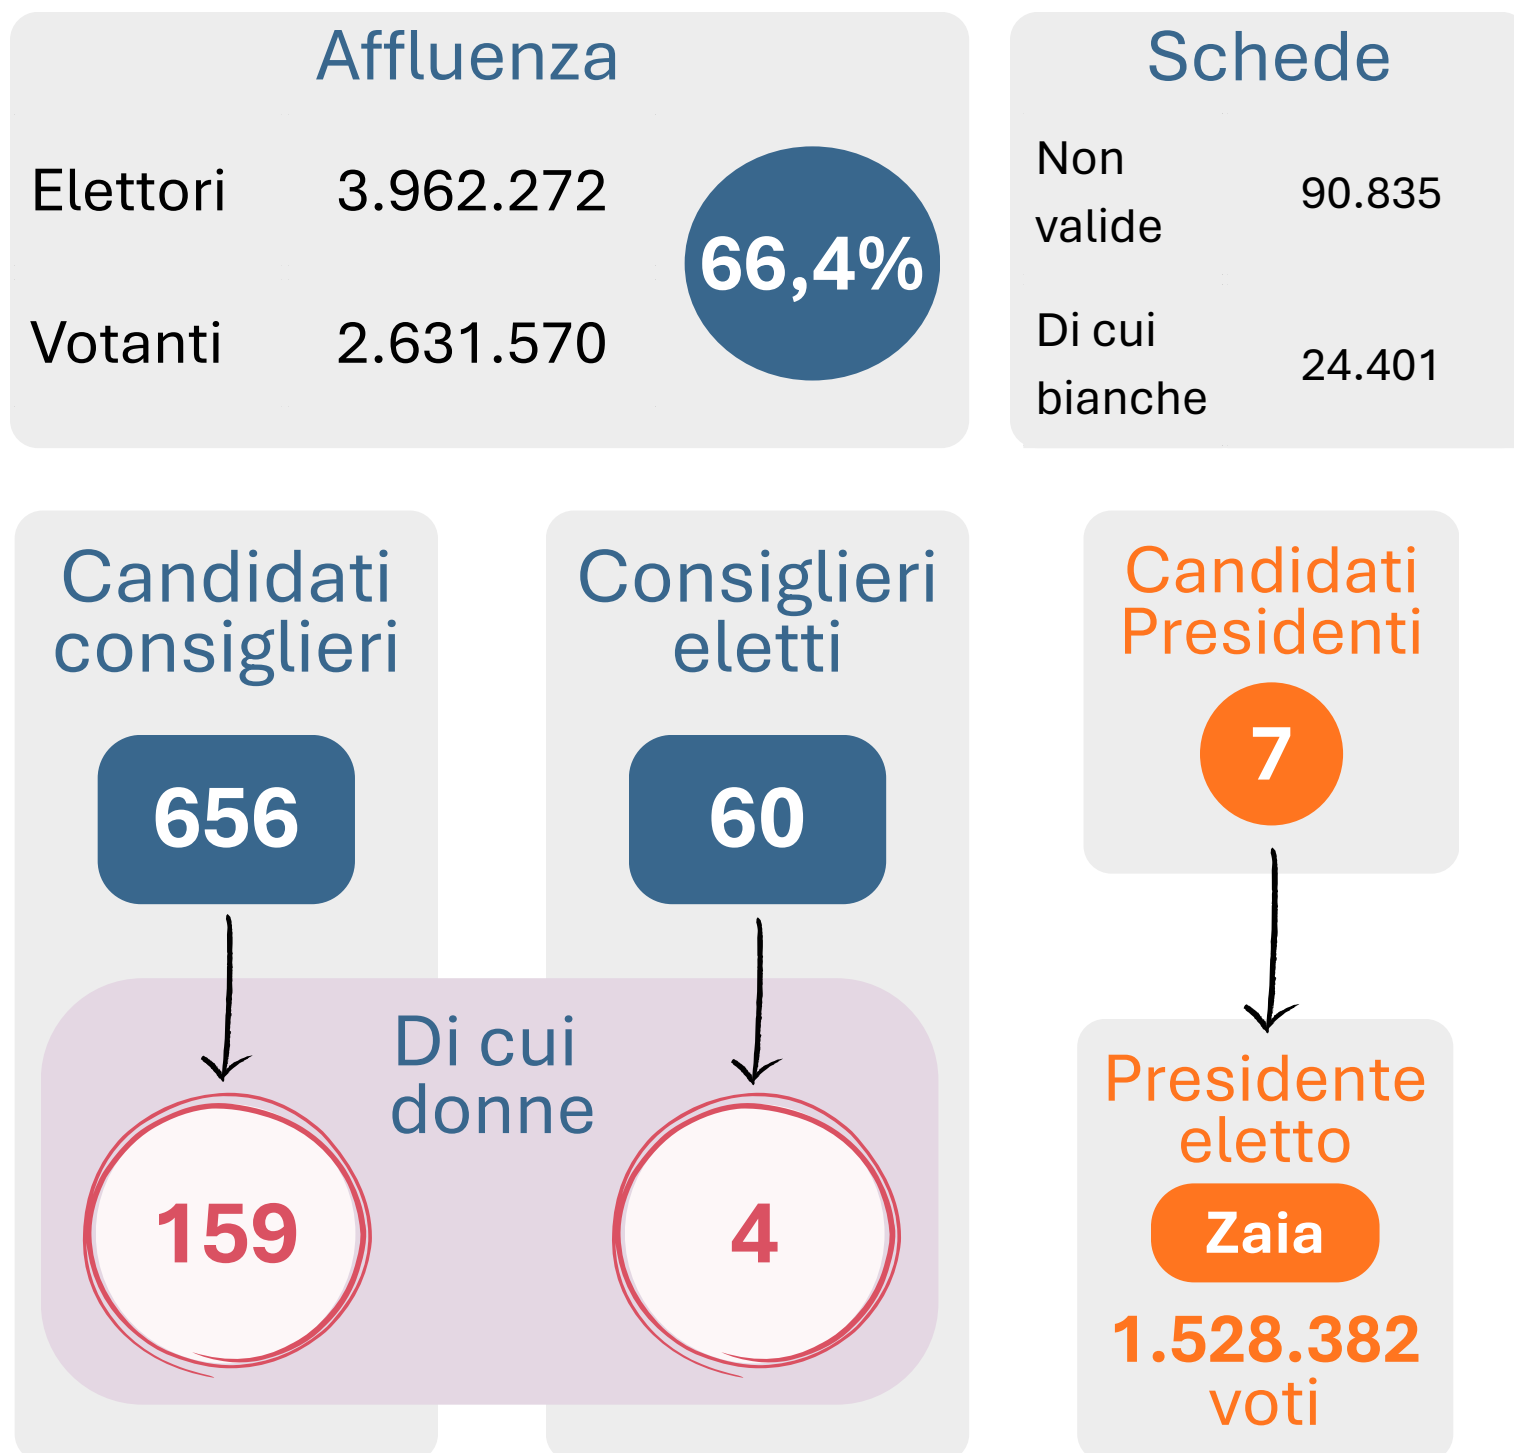 Affluenza
Elettori 3.962.272
Votanti 2.631.570
66,4%
Schede
Non
valide
90.835
Di cui
bianche
24.401
Candidati
consiglieri
656
Consiglieri
eletti
60
Di cui
donne
159
4
Candidati
Presidenti
7
Presidente
eletto
Zaia
1.528.382
voti